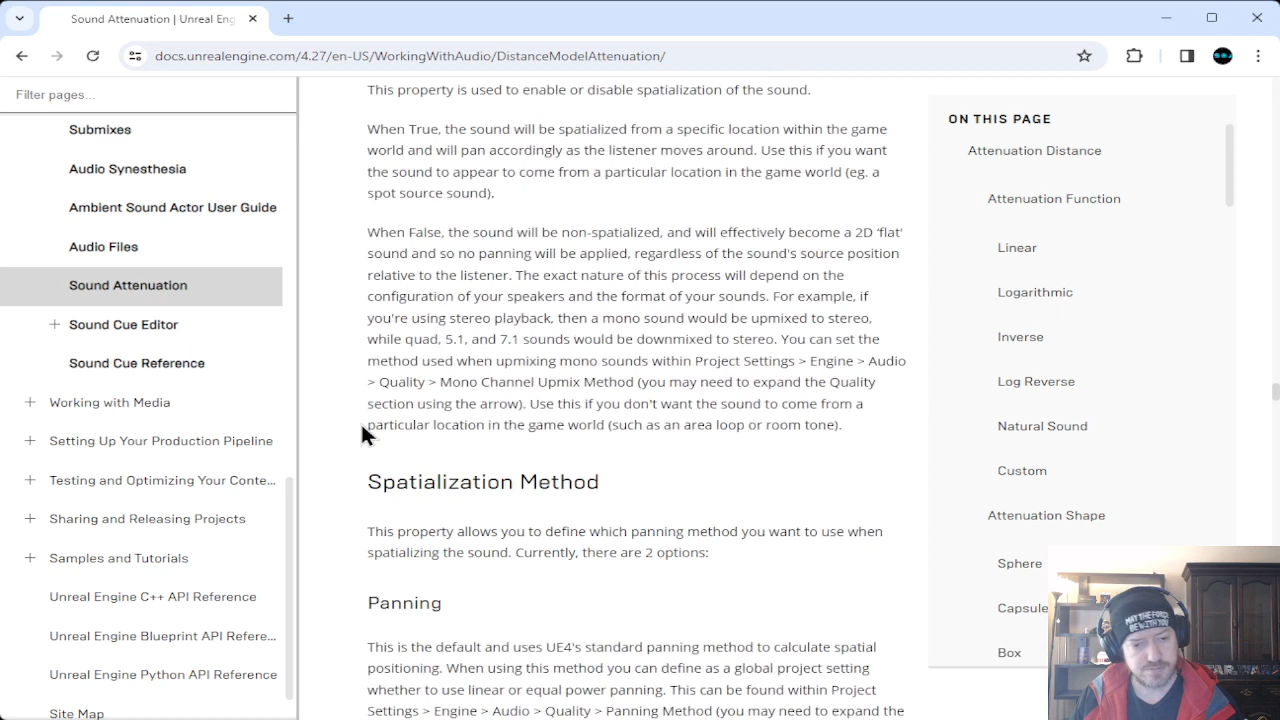 Sound Attenuation | Unreal Eng
docs.unrealengine.com/4.27/en-US/WorkingWithAudio/DistanceModelAttenuation/
Filter pages...
Submixes
Audio Synesthesia
Ambient Sound Actor User Guide
Audio Files
Sound Attenuation
Sound Cue Editor
Sound Cue Reference
Working with Media
Setting Up Your Production Pipeline
Testing and Optimizing Your Conte...
Sharing and Releasing Projects
Samples and Tutorials
Unreal Engine C++ API Reference
Unreal Engine Blueprint API Refere...
Unreal Engine Python API Reference
Site Map
This property is used to enable or disable spatialization of the sound.
When True, the sound will be spatialized from a specific location within the game
world and will pan accordingly as the listener moves around. Use this if you want
the sound to appear to come from a particular location in the game world (eg. a
spot source sound).
When False, the sound will be non-spatialized, and will effectively become a 2D 'flat'
sound and so no panning will be applied, regardless of the sound's source position
relative to the listener. The exact nature of this process will depend on the
configuration of your speakers and the format of your sounds. For example, if
you're using stereo playback, then a mono sound would be upmixed to stereo,
while quad, 5.1, and 7.1 sounds would be downmixed to stereo. You can set the
method used when upmixing mono sounds within Project Settings > Engine > Audio
> Quality > Mono Channel Upmix Method (you may need to expand the Quality
section using the arrow). Use this if you don't want the sound to come from a
particular location in the game world (such as an area loop or room tone).
Spatialization Method
This property allows you to define which panning method you want to use when
spatializing the sound. Currently, there are 2 options:
Panning
This is the default and uses UE4's standard panning method to calculate spatial
positioning. When using this method you can define as a global project setting
whether to use linear or equal power panning. This can be found within Project
Settings > Engine > Audio > Quality > Panning Method (you may need to expand the
ON THIS PAGE
Attenuation Distance
Attenuation Function
Linear
Logarithmic
Inverse
Log Reverse
Natural Sound
Custom
Attenuation Shape
Sphere
Capsule
Box
MAY THE FORCE
BE WITH YOU
STAR WARS